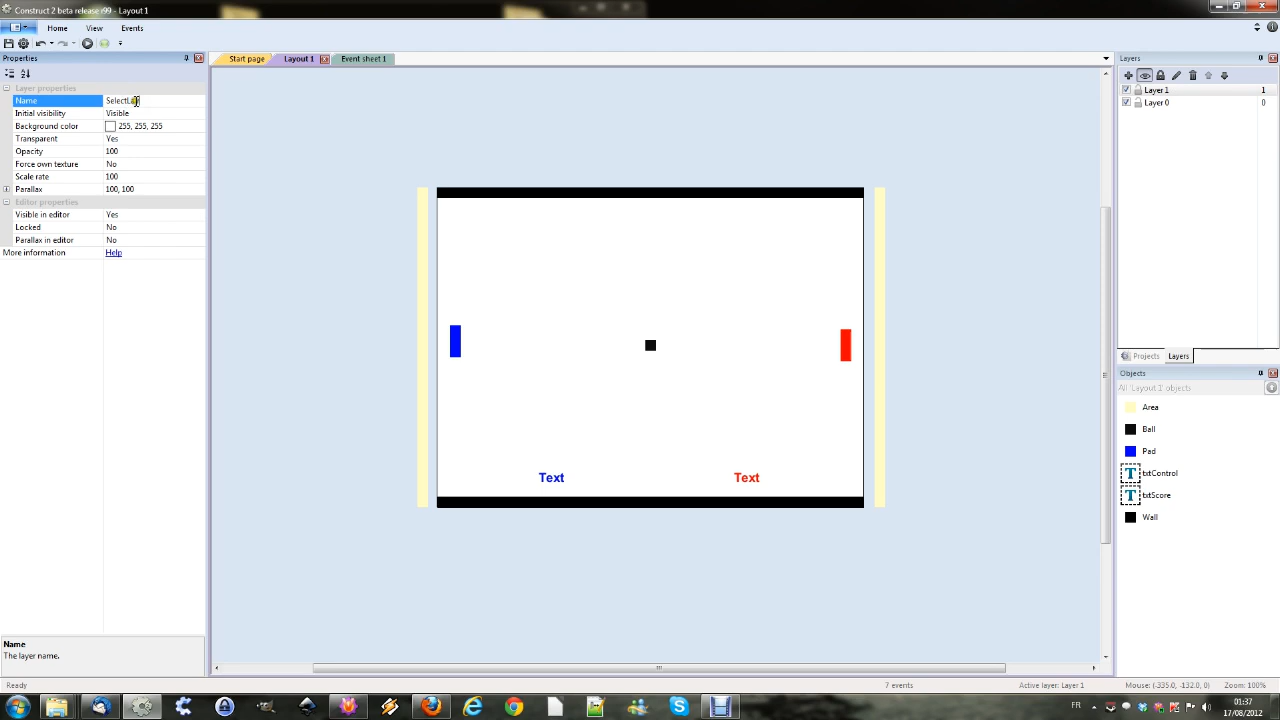 Construct 2 beta release r99 - Layout 1
Home View Events
Properties
Start page Layout 1 Event sheet 1
Layers
Layer properties
Name
Initial visibility Visible
Background color 255, 255, 255
Transparent Yes
Opacity 100
Force own texture No
Scale rate 100
Parallax 100, 100
Editor properties
Visible in editor Yes
Locked No
Parallax in editor No
More information Help
Layer 1 1
Layer 0 0
Text Text
Projects Layers
Objects
All 'Layout 1' objects
Area
Ball
Pad
T txtControl
T txtScore
Wall
Name
The layer name.
Ready 7 events Active layer: Layer 1 Mouse: (-335.0, -132.0, 0) Zoom: 100%
FR 01:37
17/08/2012